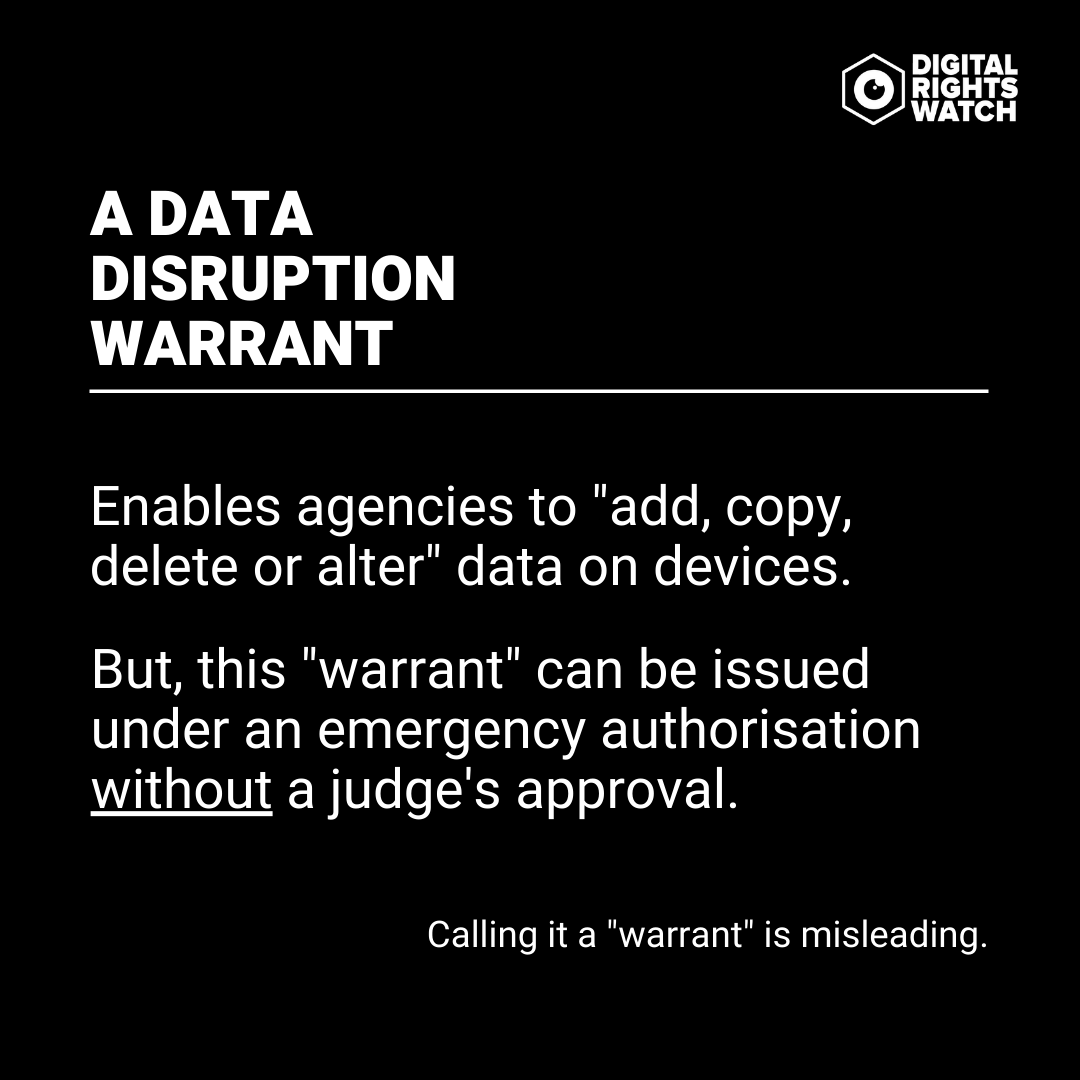 DIGITAL
RIGHTS
WATCH
A DATA
DISRUPTION
WARRANT
Enables agencies to "add, copy,
delete or alter" data on devices.
But, this "warrant" can be issued
under an emergency authorisation
without a judge's approval.
Calling it a "warrant" is misleading.